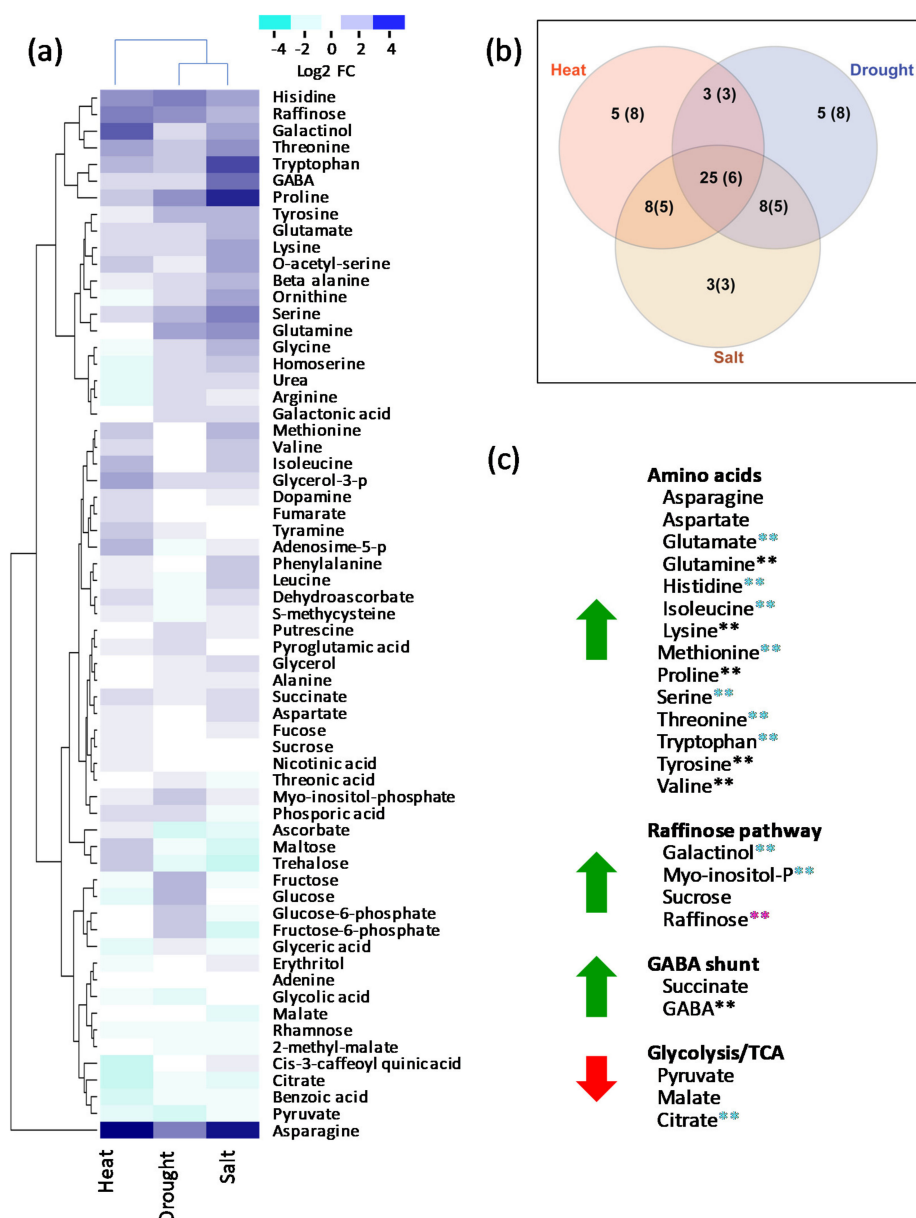 (a)
-4 -2 0 2 4
Log2 FC
Hisidine
Raffinose
Galactinol
Threonine
Tryptophan
GABA
Proline
Tyrosine
Glutamate
Lysine
O-acetyl-serine
Beta alanine
Ornithine
Serine
Glutamine
Glycine
Homoserine
Urea
Arginine
Galactonic acid
Methionine
Valine
Isoleucine
Glycerol-3-p
Dopamine
Fumarate
Tyramine
Adenosime-5-p
Phenylalanine
Leucine
Dehydroascorbate
S-methycysteine
Putrescine
Pyroglutamic acid
Glycerol
Alanine
Succinate
Aspartate
Fucose
Sucrose
Nicotinic acid
Threonic acid
Myo-inositol-phosphate
Phosporic acid
Ascorbate
Maltose
Trehalose
Fructose
Glucose
Glucose-6-phosphate
Fructose-6-phosphate
Glyceric acid
Erythritol
Adenine
Glycolic acid
Malate
Rhamnose
2-methyl-malate
Cis-3-caffeoyl quinic acid
Citrate
Benzoic acid
Pyruvate
Asparagine
Heat
Drought
Salt
(b)
Heat
Drought
5 (8)
3 (3)
5 (8)
25 (6)
8(5)
8(5)
3(3)
Salt
(c)
Amino acids
Asparagine
Aspartate
Glutamate**
Glutamine**
Histidine**
Isoleucine**
Lysine**
Methionine**
Proline**
Serine**
Threonine**
Tryptophan**
Tyrosine**
Valine**
Raffinose pathway
Galactinol**
Myo-inositol-P**
Sucrose
Raffinose**
GABA shunt
Succinate
GABA**
Glycolysis/TCA
Pyruvate
Malate
Citrate**